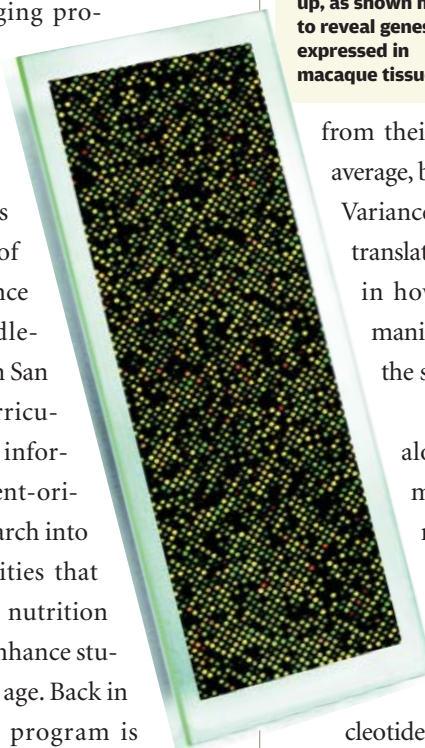 ging pro-
s
of
nce
dle-
n San
rricu-
infor-
ent-ori-
arch into
ities that
nutrition
nhance stu-
age. Back in
program is
up, as shown h
to reveal genes
expressed in
macaque tissu
from thei
average, b
Variance
translat
in how
mani
the s
alo
m
cleotide